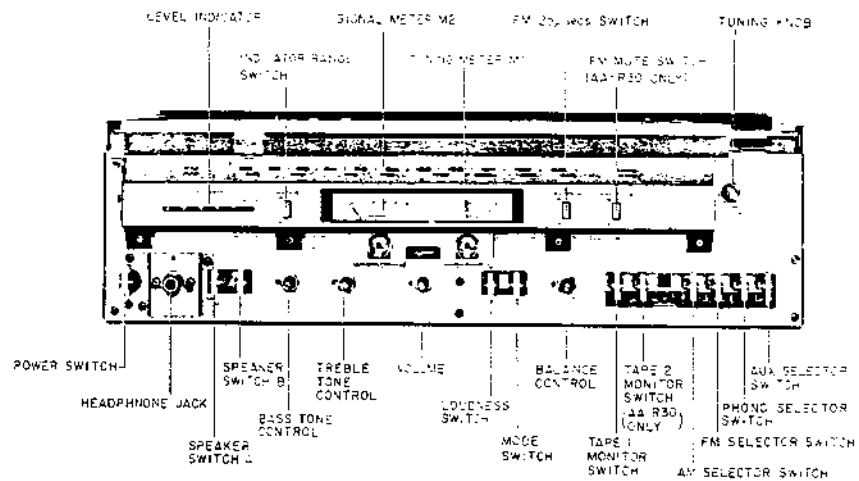 LEVEL INDICATOR
SIGNAL METER M2
FM 25μ secs SWITCH
TUNING KNOB
INDICATOR RANGE
SWITCH
TUNING METER M1
FM MUTE SWITCH
(AA-R30 ONLY)
POWER SWITCH
HEADPHNONE JACK
SPEAKER
SWITCH A
SPEAKER
SWITCH B
BASS TONE
CONTROL
TREBLE
TONE
CONTROL
VOLUME
LOUDNESS
SWITCH
MODE
SWITCH
BALANCE
CONTROL
TAPE 1
MONITOR
SWITCH
TAPE 2
MONITOR
SWITCH
(AA R30
ONLY)
AUX SELECTOR
SWITCH
PHONO SELECTOR
SWITCH
FM SELECTOR SWITCH
AM SELECTOR SWITCH